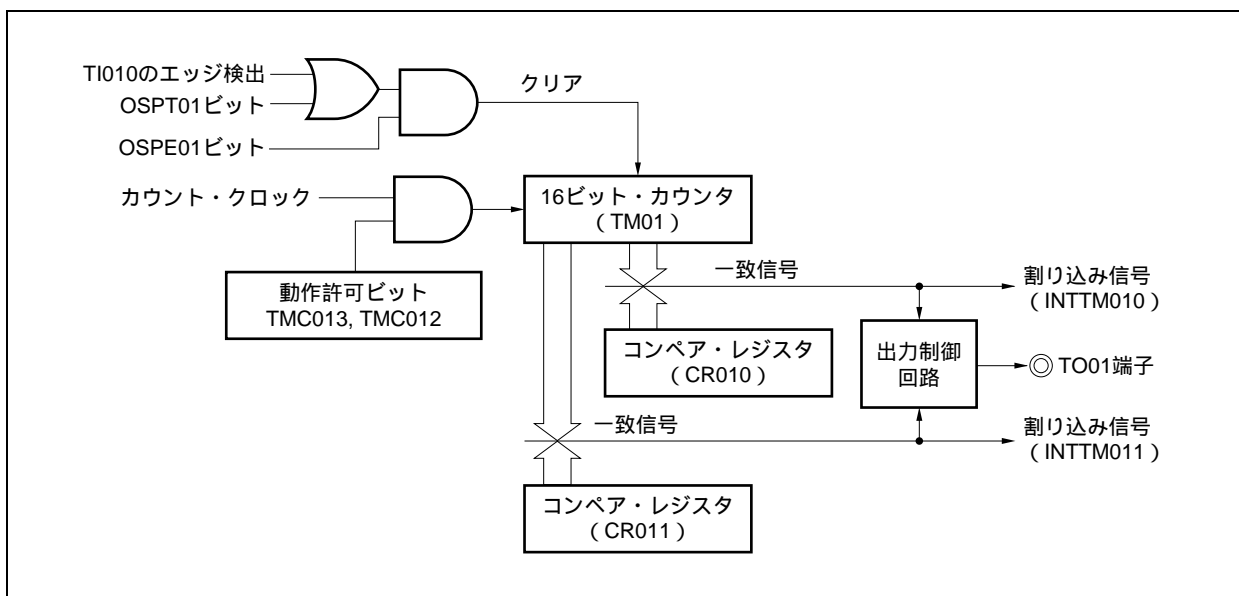 TI010のエッジ検出
OSPT01ビット
OSPE01ビット
クリア
カウント・クロック
16ビット・カウンタ
（TM01）
動作許可ビット
TMC013, TMC012
一致信号
割り込み信号
（INTTM010）
コンペア・レジスタ
（CR010）
出力制御
回路
TO01端子
一致信号
割り込み信号
（INTTM011）
コンペア・レジスタ
（CR011）